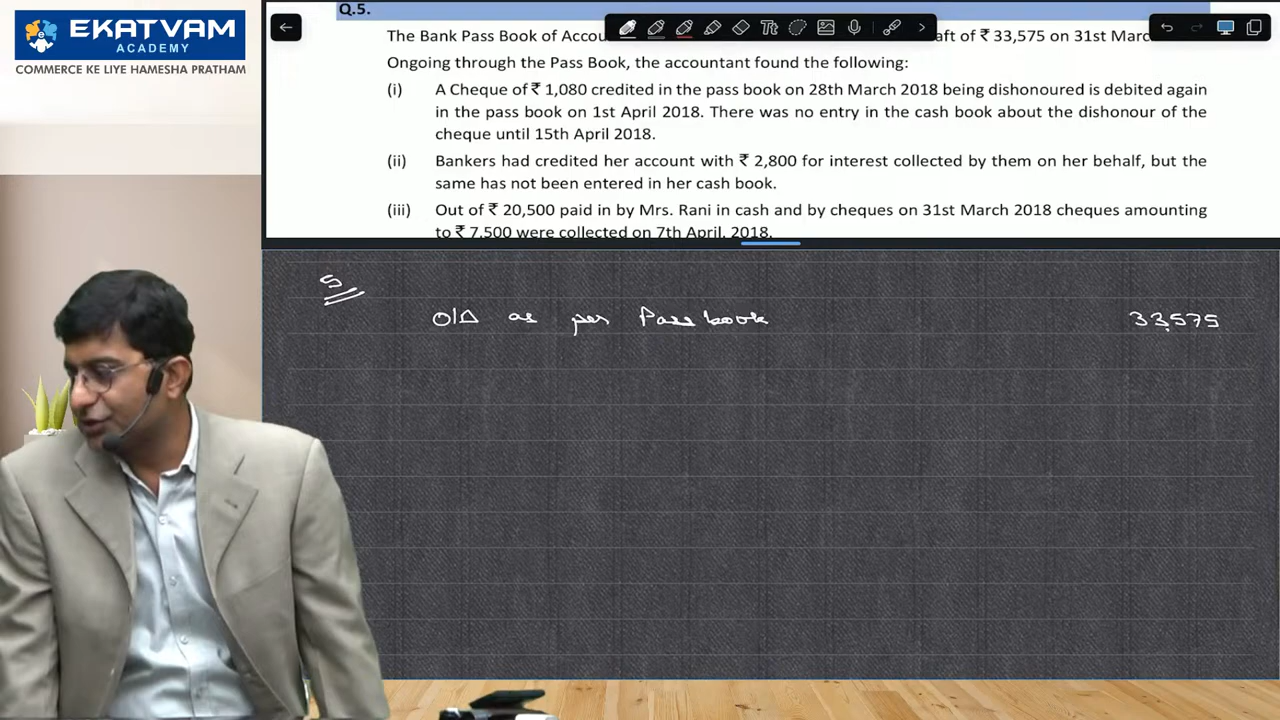 EKATVAM
ACADEMY
COMMERCE KE LIYE HAMESHA PRATHAM
Q.5.
The Bank Pass Book of Accou
aft of ₹ 33,575 on 31st Marc
Ongoing through the Pass Book, the accountant found the following:
(i) A Cheque of ₹ 1,080 credited in the pass book on 28th March 2018 being dishonoured is debited again
in the pass book on 1st April 2018. There was no entry in the cash book about the dishonour of the
cheque until 15th April 2018.
(ii) Bankers had credited her account with ₹ 2,800 for interest collected by them on her behalf, but the
same has not been entered in her cash book.
(iii) Out of ₹ 20,500 paid in by Mrs. Rani in cash and by cheques on 31st March 2018 cheques amounting
to ₹ 7,500 were collected on 7th April, 2018.
5
O/D as per Passbook 33,575